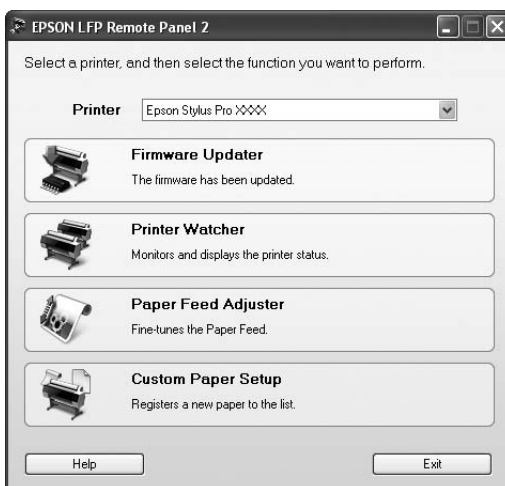 EPSON LFP Remote Panel 2
Select a printer, and then select the function you want to perform.
Printer Epson Stylus Pro XXXX
Firmware Updater
The firmware has been updated.
Printer Watcher
Monitors and displays the printer status.
Paper Feed Adjuster
Fine-tunes the Paper Feed.
Custom Paper Setup
Registers a new paper to the list.
Help Exit